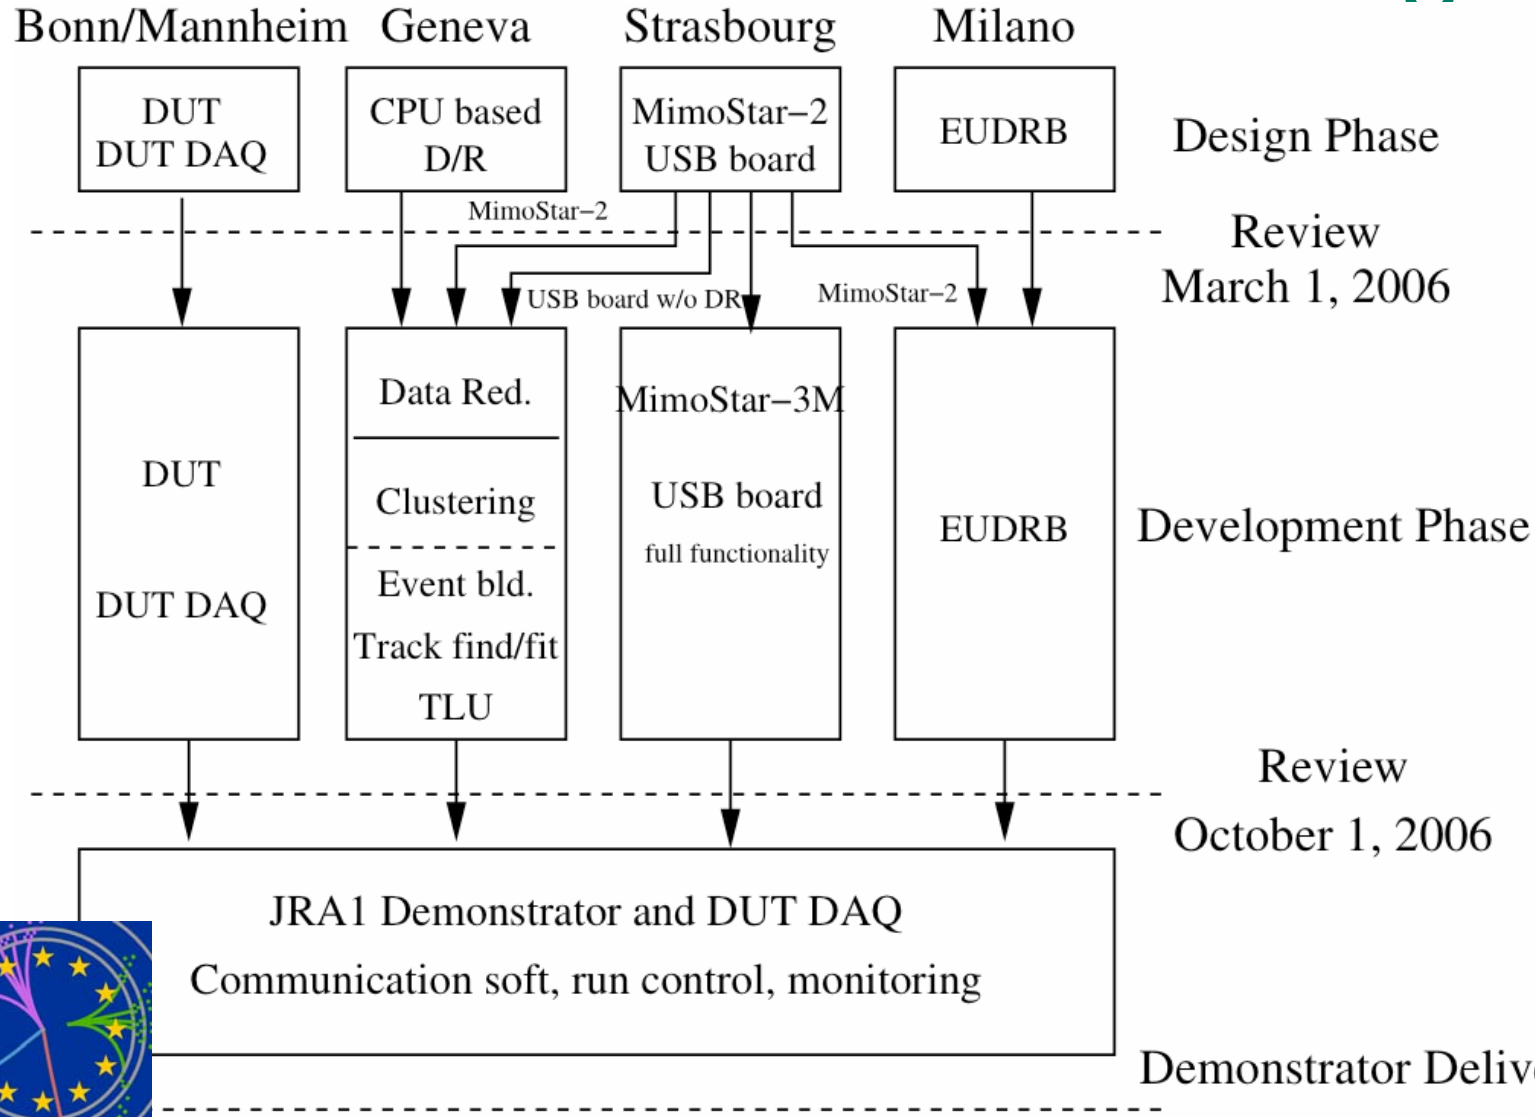 Bonn/Mannheim Geneva Strasbourg Milano
DUT
DUT DAQ
CPU based
D/R
MimoStar−2
USB board
EUDRB
Design Phase
MimoStar−2
Review
March 1, 2006
USB board w/o DR
MimoStar−2
Data Red.
Clustering
Event bld.
Track find/fit
TLU
DUT
DUT DAQ
MimoStar−3M
USB board
full functionality
EUDRB
Development Phase
Review
October 1, 2006
JRA1 Demonstrator and DUT DAQ
Communication soft, run control, monitoring
Demonstrator